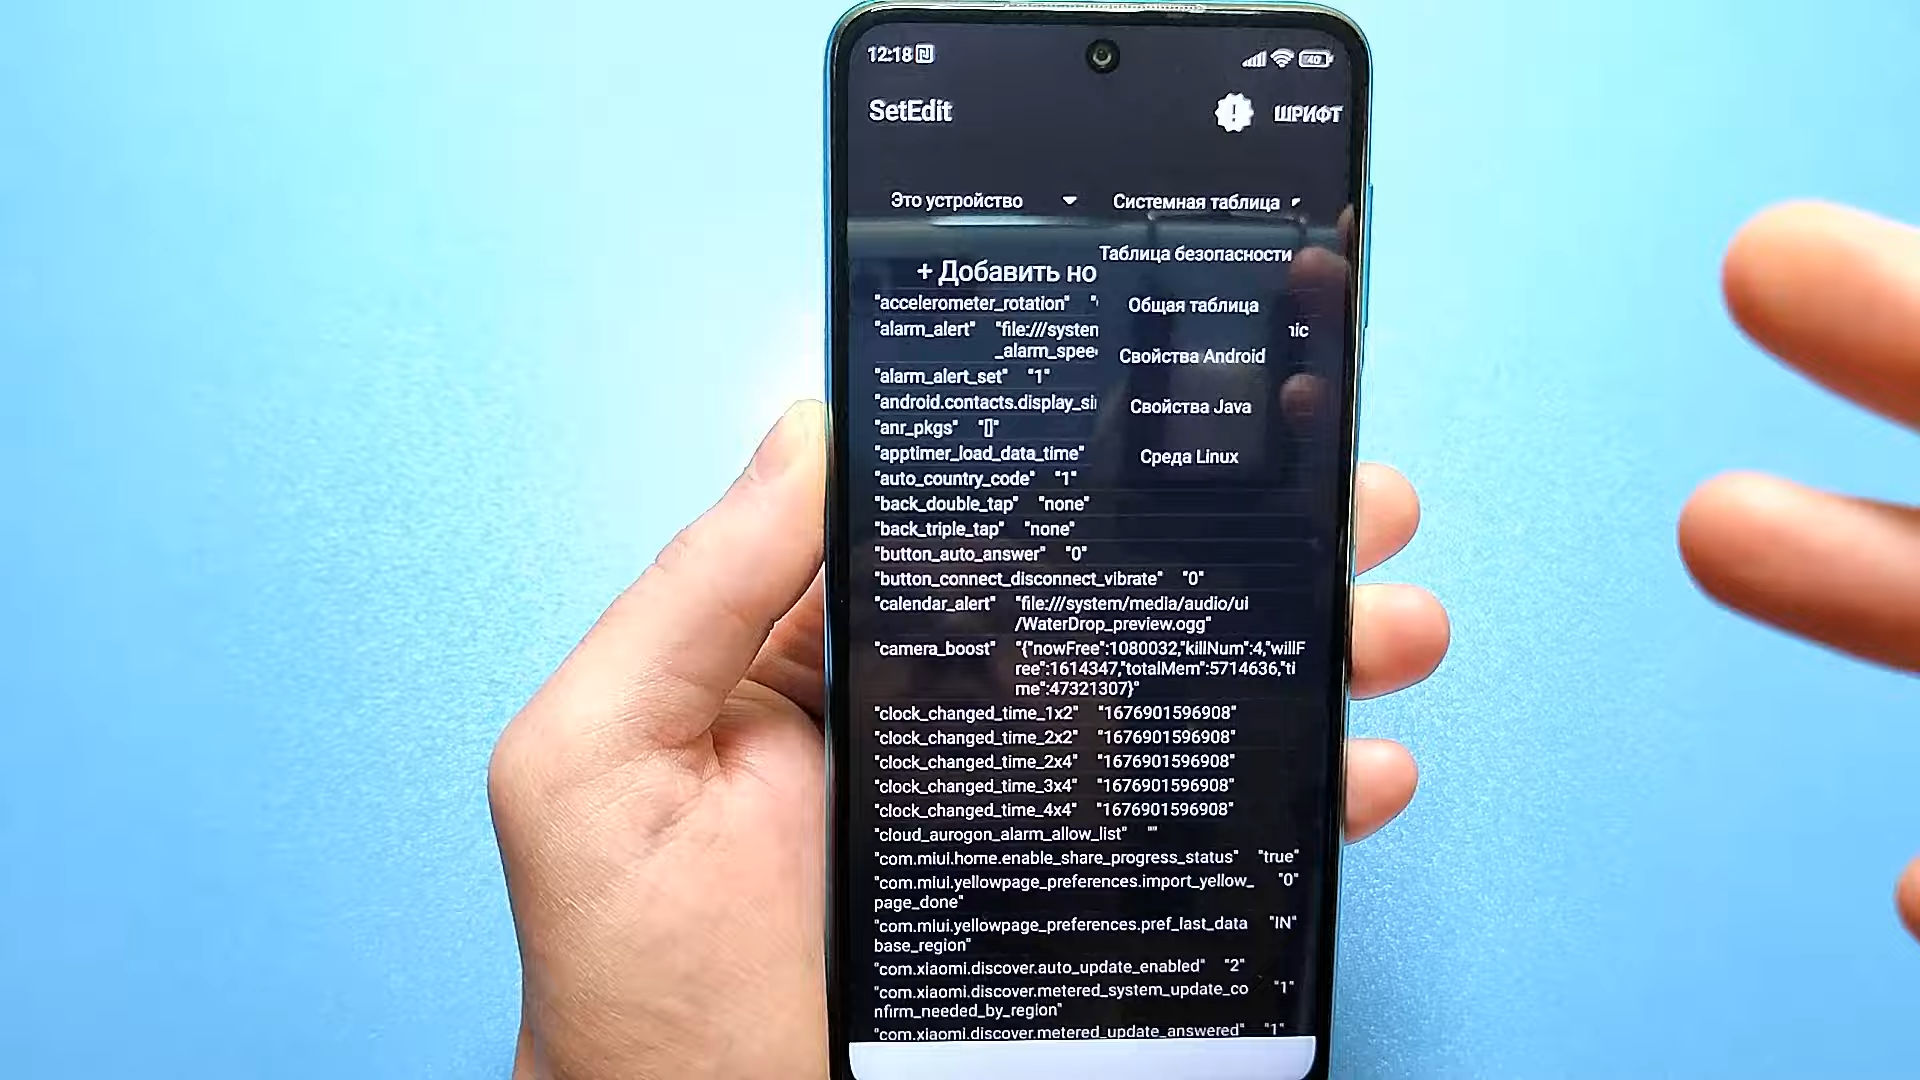 12:18
40
SetEdit
! ШРИФТ
Это устройство Системная таблица
Таблица безопасности
+ Добавить но
Общая таблица
Свойства Android
Свойства Java
Среда Linux
"accelerometer_rotation" "
"alarm_alert" "file:///system
_alarm_spee
"alarm_alert_set" "1"
"android.contacts.display_si
"anr_pkgs" "[]"
"apptimer_load_data_time"
"auto_country_code" "1"
"back_double_tap" "none"
"back_triple_tap" "none"
"button_auto_answer" "0"
"button_connect_disconnect_vibrate" "0"
"calendar_alert" "file:///system/media/audio/ui
/WaterDrop_preview.ogg"
"camera_boost" "{"nowFree":1080032,"killNum":4,"willF
ree":1614347,"totalMem":5714636,"ti
me":47321307}"
"clock_changed_time_1x2" "1676901596908"
"clock_changed_time_2x2" "1676901596908"
"clock_changed_time_2x4" "1676901596908"
"clock_changed_time_3x4" "1676901596908"
"clock_changed_time_4x4" "1676901596908"
"cloud_aurogon_alarm_allow_list" ""
"com.miui.home.enable_share_progress_status" "true"
"com.miui.yellowpage_preferences.import_yellow_ "0"
page_done"
"com.miui.yellowpage_preferences.pref_last_data "IN"
base_region"
"com.xiaomi.discover.auto_update_enabled" "2"
"com.xiaomi.discover.metered_system_update_co "1"
nfirm_needed_by_region"
"com.xiaomi.discover.metered_update_answered" "1"